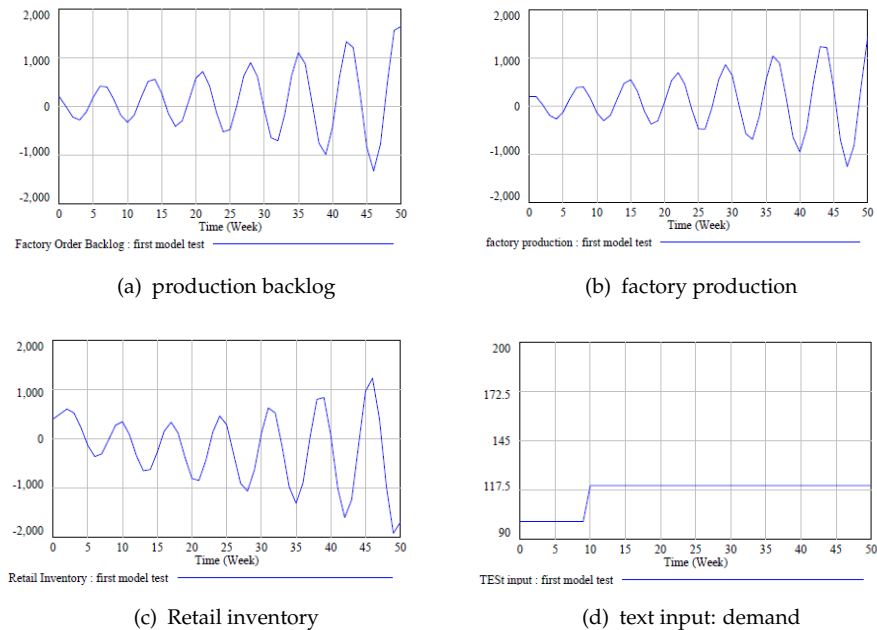 2,000
1,000
0
-1,000
-2,000
0 5 10 15 20 25 30 35 40 45 50
Time (Week)
Factory Order Backlog : first model test
(a) production backlog
2,000
1,000
0
-1,000
-2,000
0 5 10 15 20 25 30 35 40 45 50
Time (Week)
factory production : first model test
(b) factory production
2,000
1,000
0
-1,000
-2,000
0 5 10 15 20 25 30 35 40 45 50
Time (Week)
Retail Inventory : first model test
(c) Retail inventory
200
172.5
145
117.5
90
0 5 10 15 20 25 30 35 40 45 50
Time (Week)
TESt input : first model test
(d) text input: demand